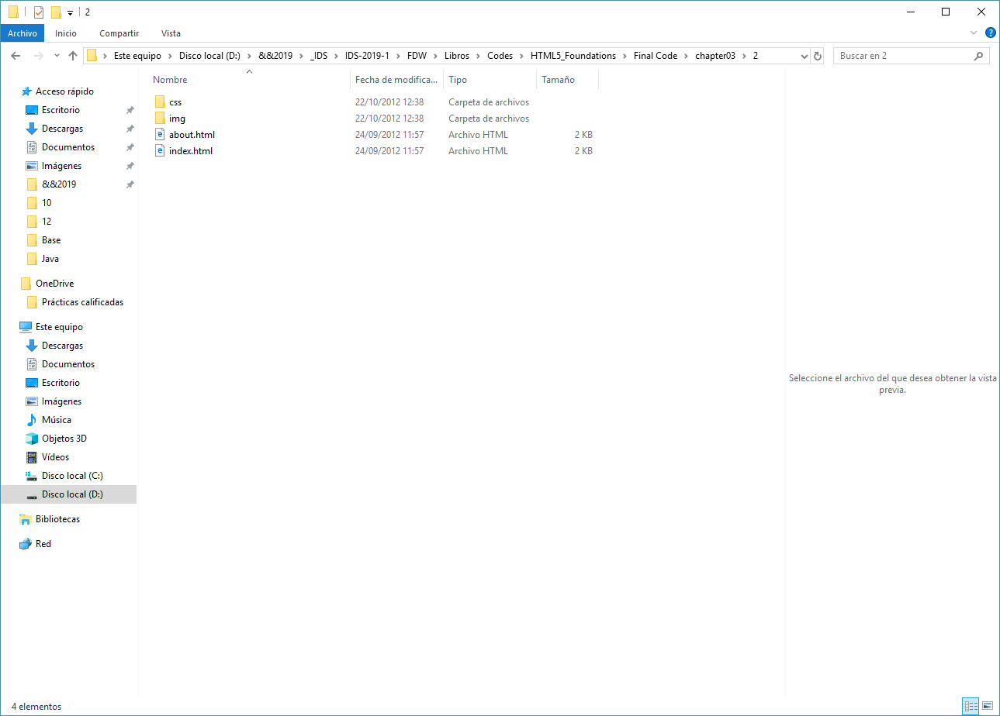 2
Archivo Inicio Compartir Vista
Este equipo Disco local (D:) &&2019 _IDS IDS-2019-1 FDW Libros Codes HTML5_Foundations Final Code chapter03 2 Buscar en 2
Nombre Fecha de modifica... Tipo Tamaño
css 22/10/2012 12:38 Carpeta de archivos
img 22/10/2012 12:38 Carpeta de archivos
about.html 24/09/2012 11:57 Archivo HTML 2 KB
index.html 24/09/2012 11:57 Archivo HTML 2 KB
Acceso rápido
Escritorio
Descargas
Documentos
Imágenes
&&2019
10
12
Base
Java
OneDrive
Prácticas calificadas
Este equipo
Descargas
Documentos
Escritorio
Imágenes
Música
Objetos 3D
Vídeos
Disco local (C:)
Disco local (D:)
Bibliotecas
Red
Seleccione el archivo del que desea obtener la vista
previa.
4 elementos